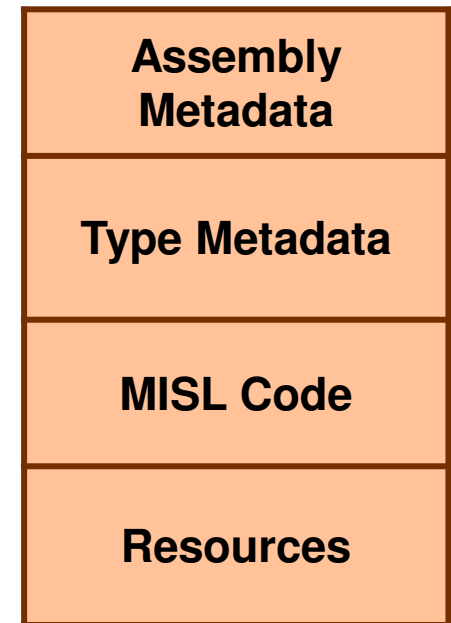 Assembly
Metadata
Type Metadata
MISL Code
Resources